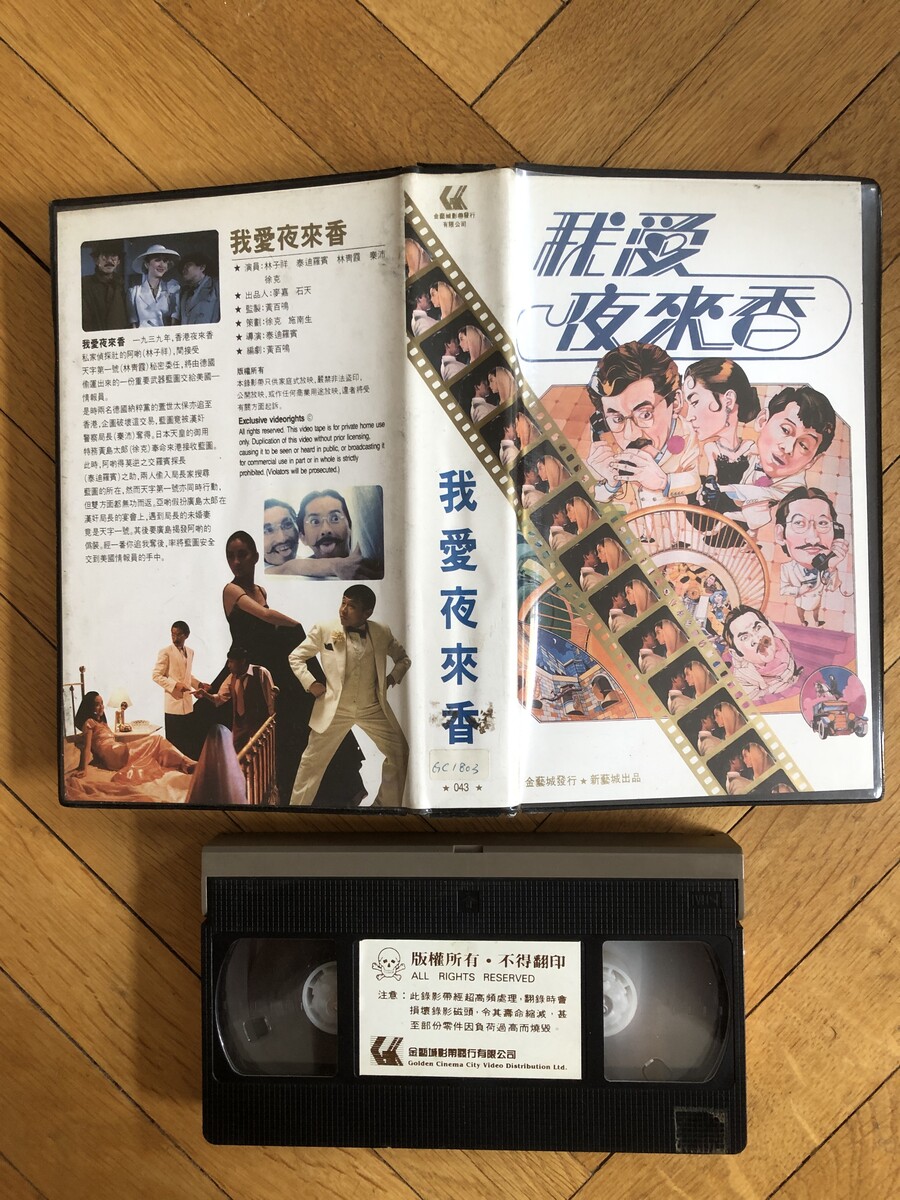 我愛夜來香
★ 演員:林子祥 泰迪羅賓 林青霞 秦沛
徐克
★ 出品人:麥嘉 石天
★ 監製:黃百鳴
★ 策劃:徐克 施南生
★ 導演:泰迪羅賓
★ 編劇:黃百鳴
版權所有
本錄影帶只供家庭式放映,嚴禁非法盜印,
公開放映,或作任何商業用途放映,違者將受
有關方面起訴。
Exclusive videorights ©
All rights reserved. This video tape is for private home use
only. Duplication of this video without prior licensing,
causing it to be seen or heard in public, or broadcasting it
for commercial use in part or in whole is strictly
prohibited. (Violators will be prosecuted.)
我愛夜來香 一九三九年,香港夜來香
私家偵探社的阿喲(林子祥),間接受
天字第一號(林青霞)秘密委任,將由德國
偷運出來的一份重要武器藍圖交給美國一
情報員。
是時兩名德國納粹黨的蓋世太保亦追至
香港,企圖破壞這交易,藍圖竟被漢奸
警察局長(秦沛)奪得,日本天皇的御用
特務黃島太郎(徐克)奉命來港接收藍圖。
此時,阿喲得莫逆之交羅賓探長
(泰迪羅賓)之助,兩人偷入局長家搜尋
藍圖的所在,然而天字第一號亦同時行動,
但雙方面都無功而返。亞喲假扮廣島太郎在
漢奸局長的宴會上,遇到局長的未婚妻
竟是天字一號。其後要廣島揭發阿喲的
偽裝。經一番你追我奪後,率將藍圖安全
交到美國情報員的手中。
金藝城影帶發行
有限公司
我愛夜來香
GC1803
★ 043 ★
我愛
夜來香
金藝城發行 ★ 新藝城出品
版權所有・不得翻印
ALL RIGHTS RESERVED
注意:此錄影帶經超高頻處理,翻錄時會
損壞錄影磁頭,令其壽命縮減,甚
至部份零件因負荷過高而燒毀。
金藝城影帶發行有限公司
Golden Cinema City Video Distribution Ltd.